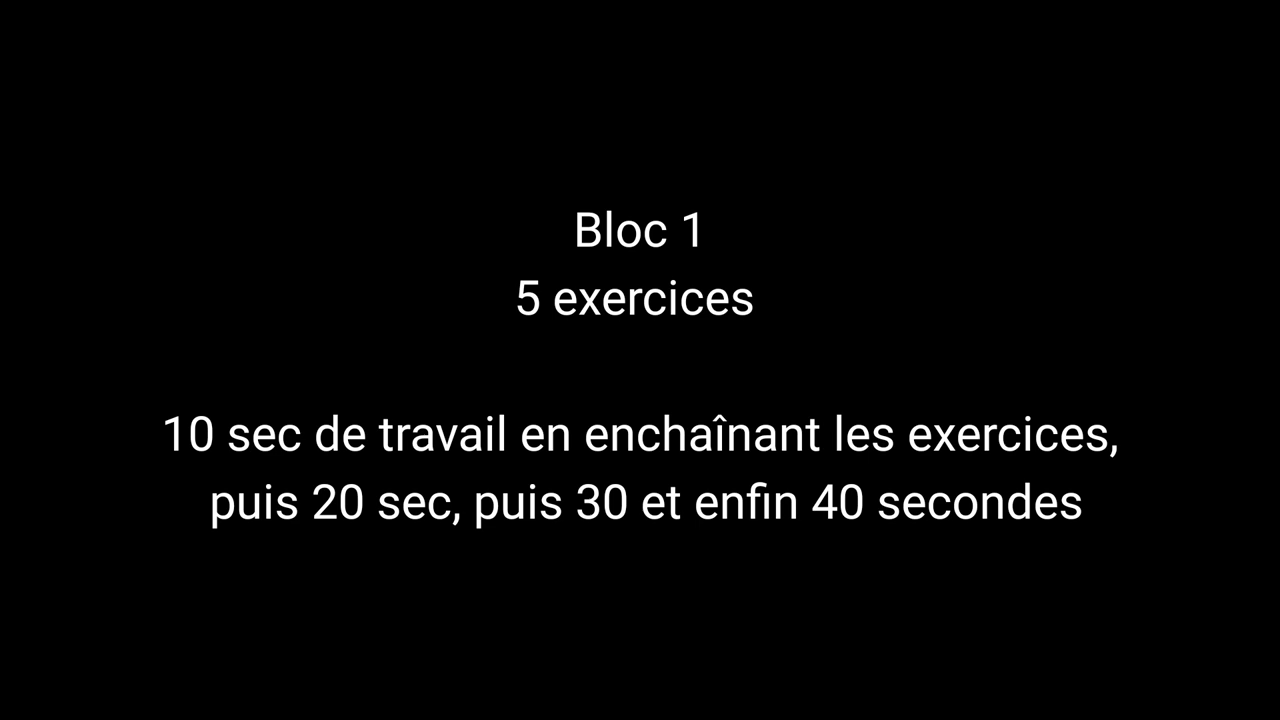 Bloc 1
5 exercices
10 sec de travail en enchaînant les exercices,
puis 20 sec, puis 30 et enfin 40 secondes